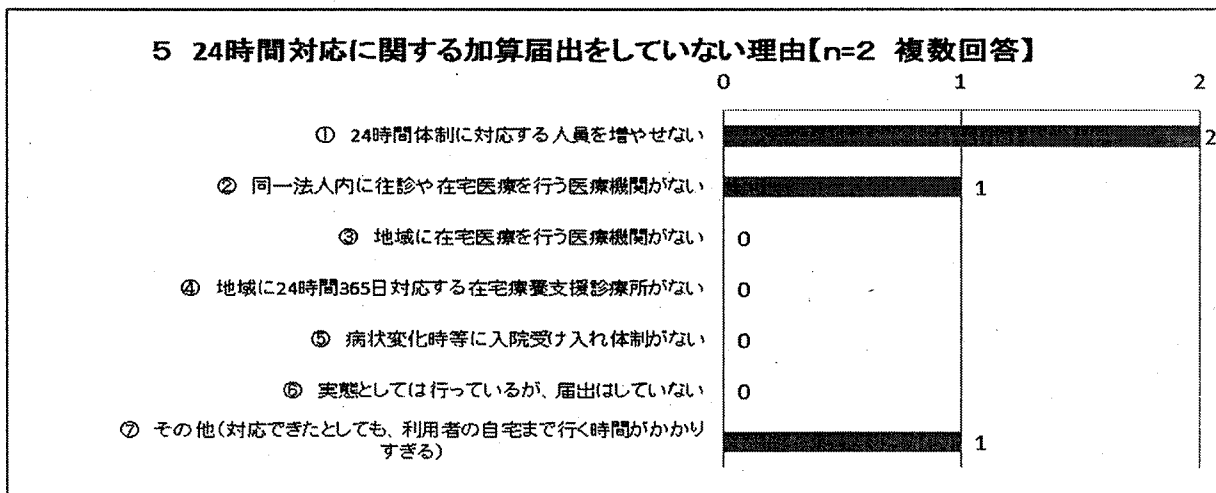 5 24時間対応に関する加算届出をしていない理由【n=2 複数回答】
0 1 2
① 24時間体制に対応する人員を増やせない 2
② 同一法人内に往診や在宅医療を行う医療機関がない 1
③ 地域に在宅医療を行う医療機関がない 0
④ 地域に24時間365日対応する在宅療養支援診療所がない 0
⑤ 病状変化時等に入院受け入れ体制がない 0
⑥ 実態としては行っているが、届出はしていない 0
⑦ その他(対応できたとしても、利用者の自宅まで行く時間がかかり
すぎる) 1